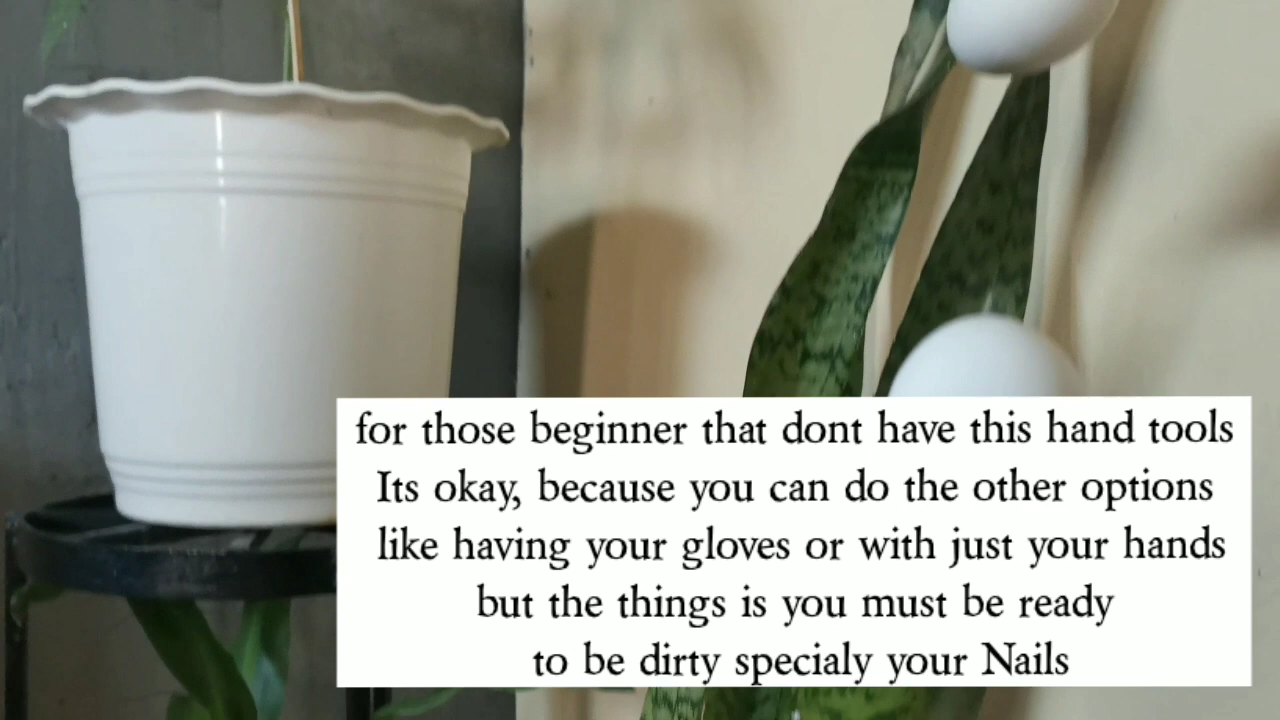 for those beginner that dont have this hand tools
Its okay, because you can do the other options
like having your gloves or with just your hands
but the things is you must be ready
to be dirty specialy your Nails